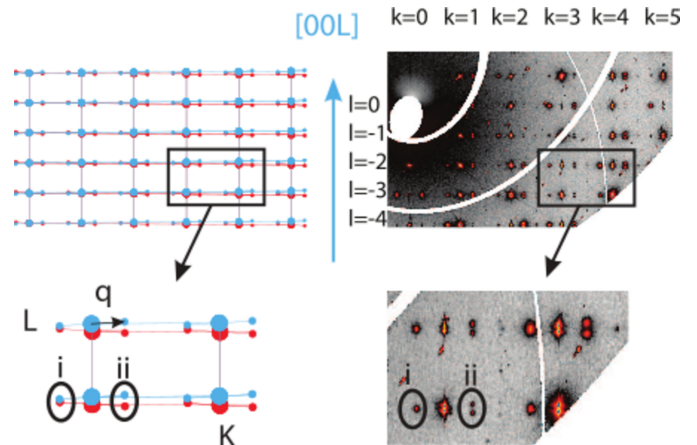 [00L]
k=0 k=1 k=2 k=3 k=4 k=5
l=0
l=-1
l=-2
l=-3
l=-4
q
L
i
ii
K
i
ii